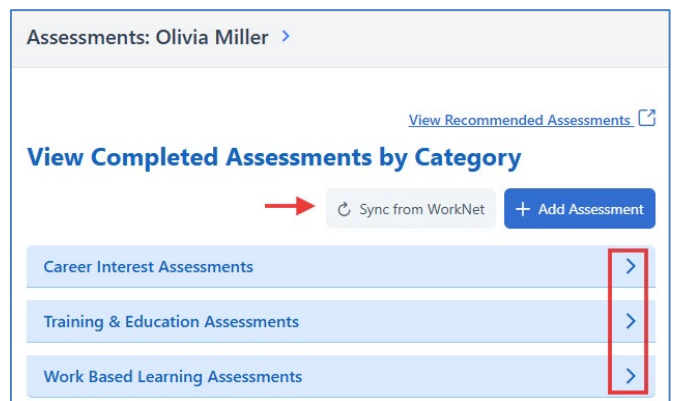 Assessments: Olivia Miller >
View Recommended Assessments
View Completed Assessments by Category
Sync from WorkNet
+ Add Assessment
Career Interest Assessments
Training & Education Assessments
Work Based Learning Assessments